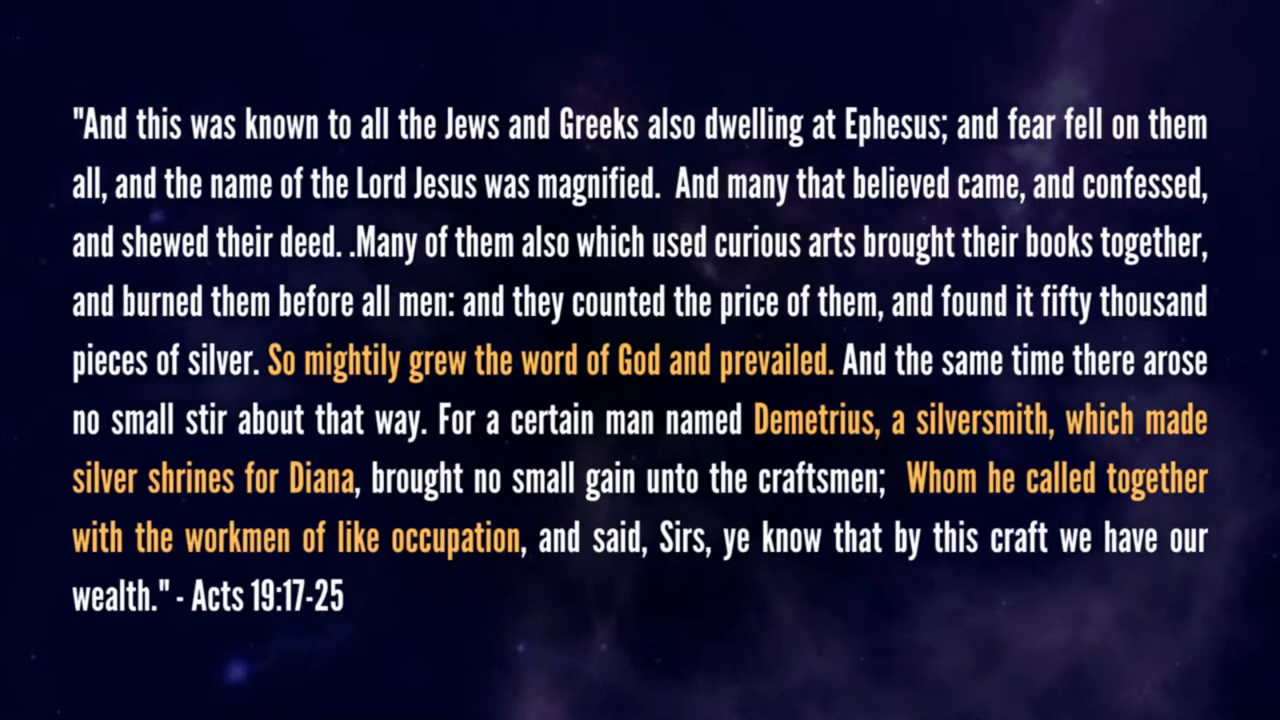 "And this was known to all the Jews and Greeks also dwelling at Ephesus; and fear fell on them
all, and the name of the Lord Jesus was magnified.  And many that believed came, and confessed,
and shewed their deed. .Many of them also which used curious arts brought their books together,
and burned them before all men: and they counted the price of them, and found it fifty thousand
pieces of silver. So mightily grew the word of God and prevailed. And the same time there arose
no small stir about that way. For a certain man named Demetrius, a silversmith, which made
silver shrines for Diana, brought no small gain unto the craftsmen;  Whom he called together
with the workmen of like occupation, and said, Sirs, ye know that by this craft we have our
wealth." - Acts 19:17-25